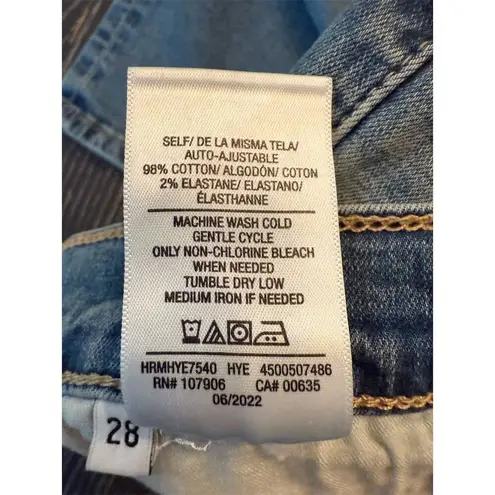 SELF/ DE LA MISMA TELA/
AUTO-AJUSTABLE
98% COTTON/ ALGODÓN/ COTON
2% ELASTANE/ ELASTANO/
ÉLASTHANNE
MACHINE WASH COLD
GENTLE CYCLE
ONLY NON-CHLORINE BLEACH
WHEN NEEDED
TUMBLE DRY LOW
MEDIUM IRON IF NEEDED
HRMHYE7540 HYE 4500507486
RN# 107906 CA# 00635
06/2022
28